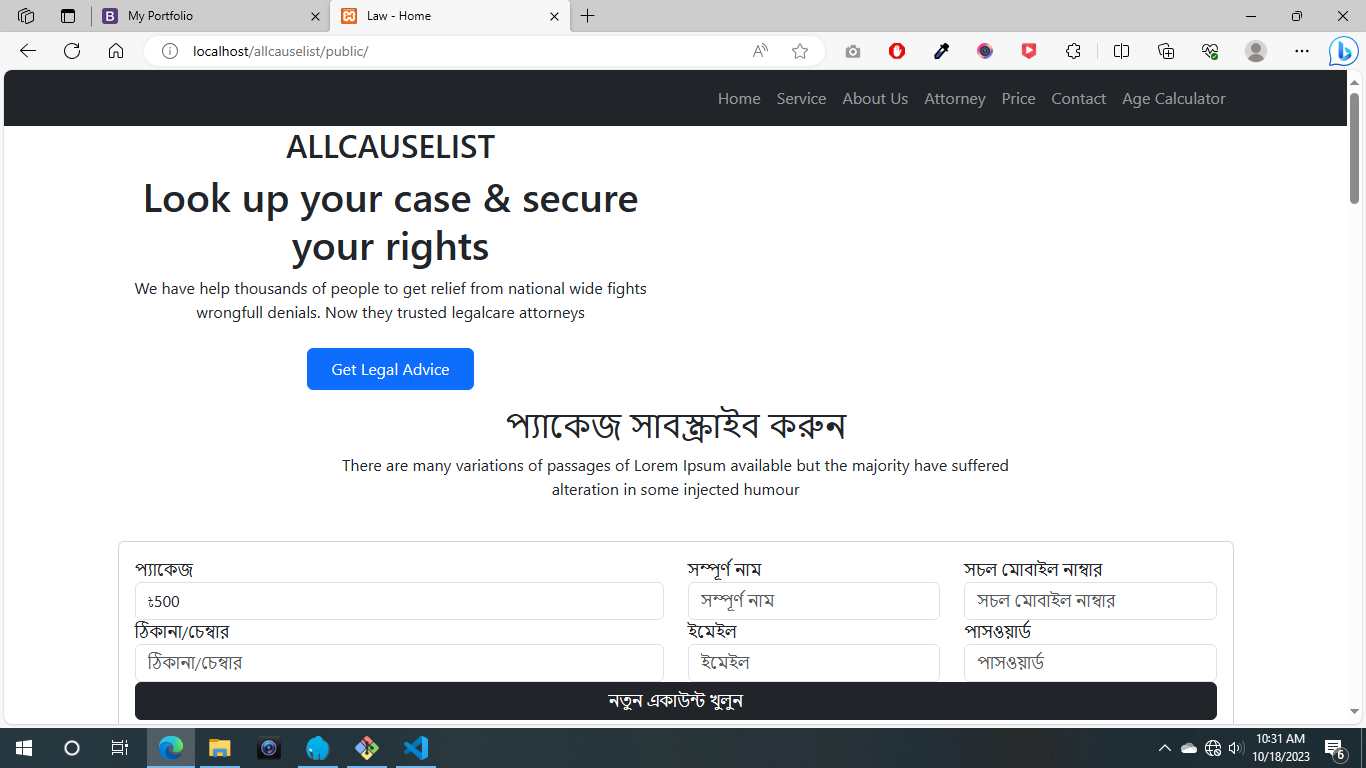 My Portfolio
Law - Home
localhost/allcauselist/public/
Home Service About Us Attorney Price Contact Age Calculator
ALLCAUSELIST
Look up your case & secure
your rights
We have help thousands of people to get relief from national wide fights
wrongfull denials. Now they trusted legalcare attorneys
Get Legal Advice
প্যাকেজ সাবস্ক্রাইব করুন
There are many variations of passages of Lorem Ipsum available but the majority have suffered
alteration in some injected humour
প্যাকেজ সম্পূর্ণ নাম সচল মোবাইল নাম্বার
৳500 সম্পূর্ণ নাম সচল মোবাইল নাম্বার
ঠিকানা/চেম্বার ইমেইল পাসওয়ার্ড
ঠিকানা/চেম্বার ইমেইল পাসওয়ার্ড
নতুন একাউন্ট খুলুন
10:31 AM
10/18/2023
6